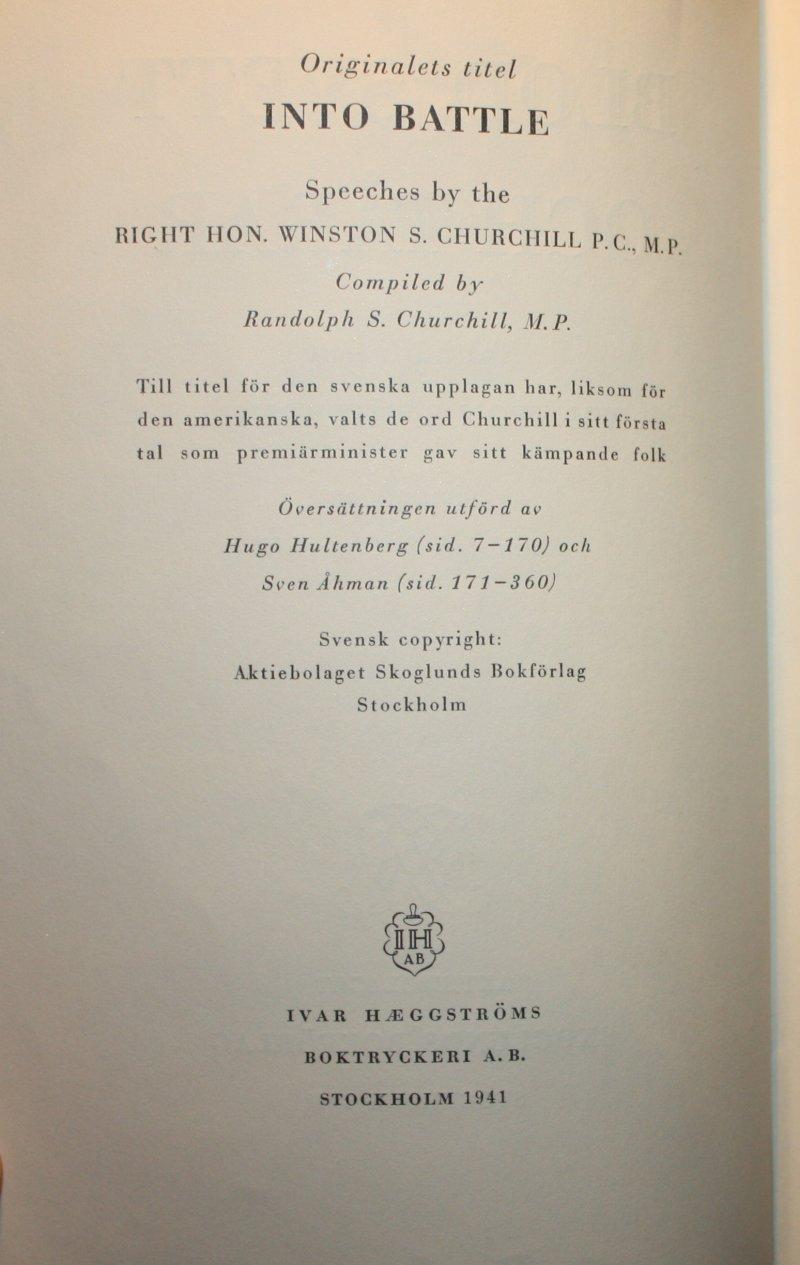 Originalets titel
INTO BATTLE
Speeches by the
RIGHT HON. WINSTON S. CHURCHILL P.C., M.P.
Compiled by
Randolph S. Churchill, M.P.
Till titel för den svenska upplagan har, liksom för
den amerikanska, valts de ord Churchill i sitt första
tal som premiärminister gav sitt kämpande folk
Översättningen utförd av
Hugo Hultenberg (sid. 7—170) och
Sven Åhman (sid. 171—360)
Svensk copyright:
Aktiebolaget Skoglunds Bokförlag
Stockholm
IH
AB
IVAR HÆGGSTRÖMS
BOKTRYCKERI A.B.
STOCKHOLM 1941